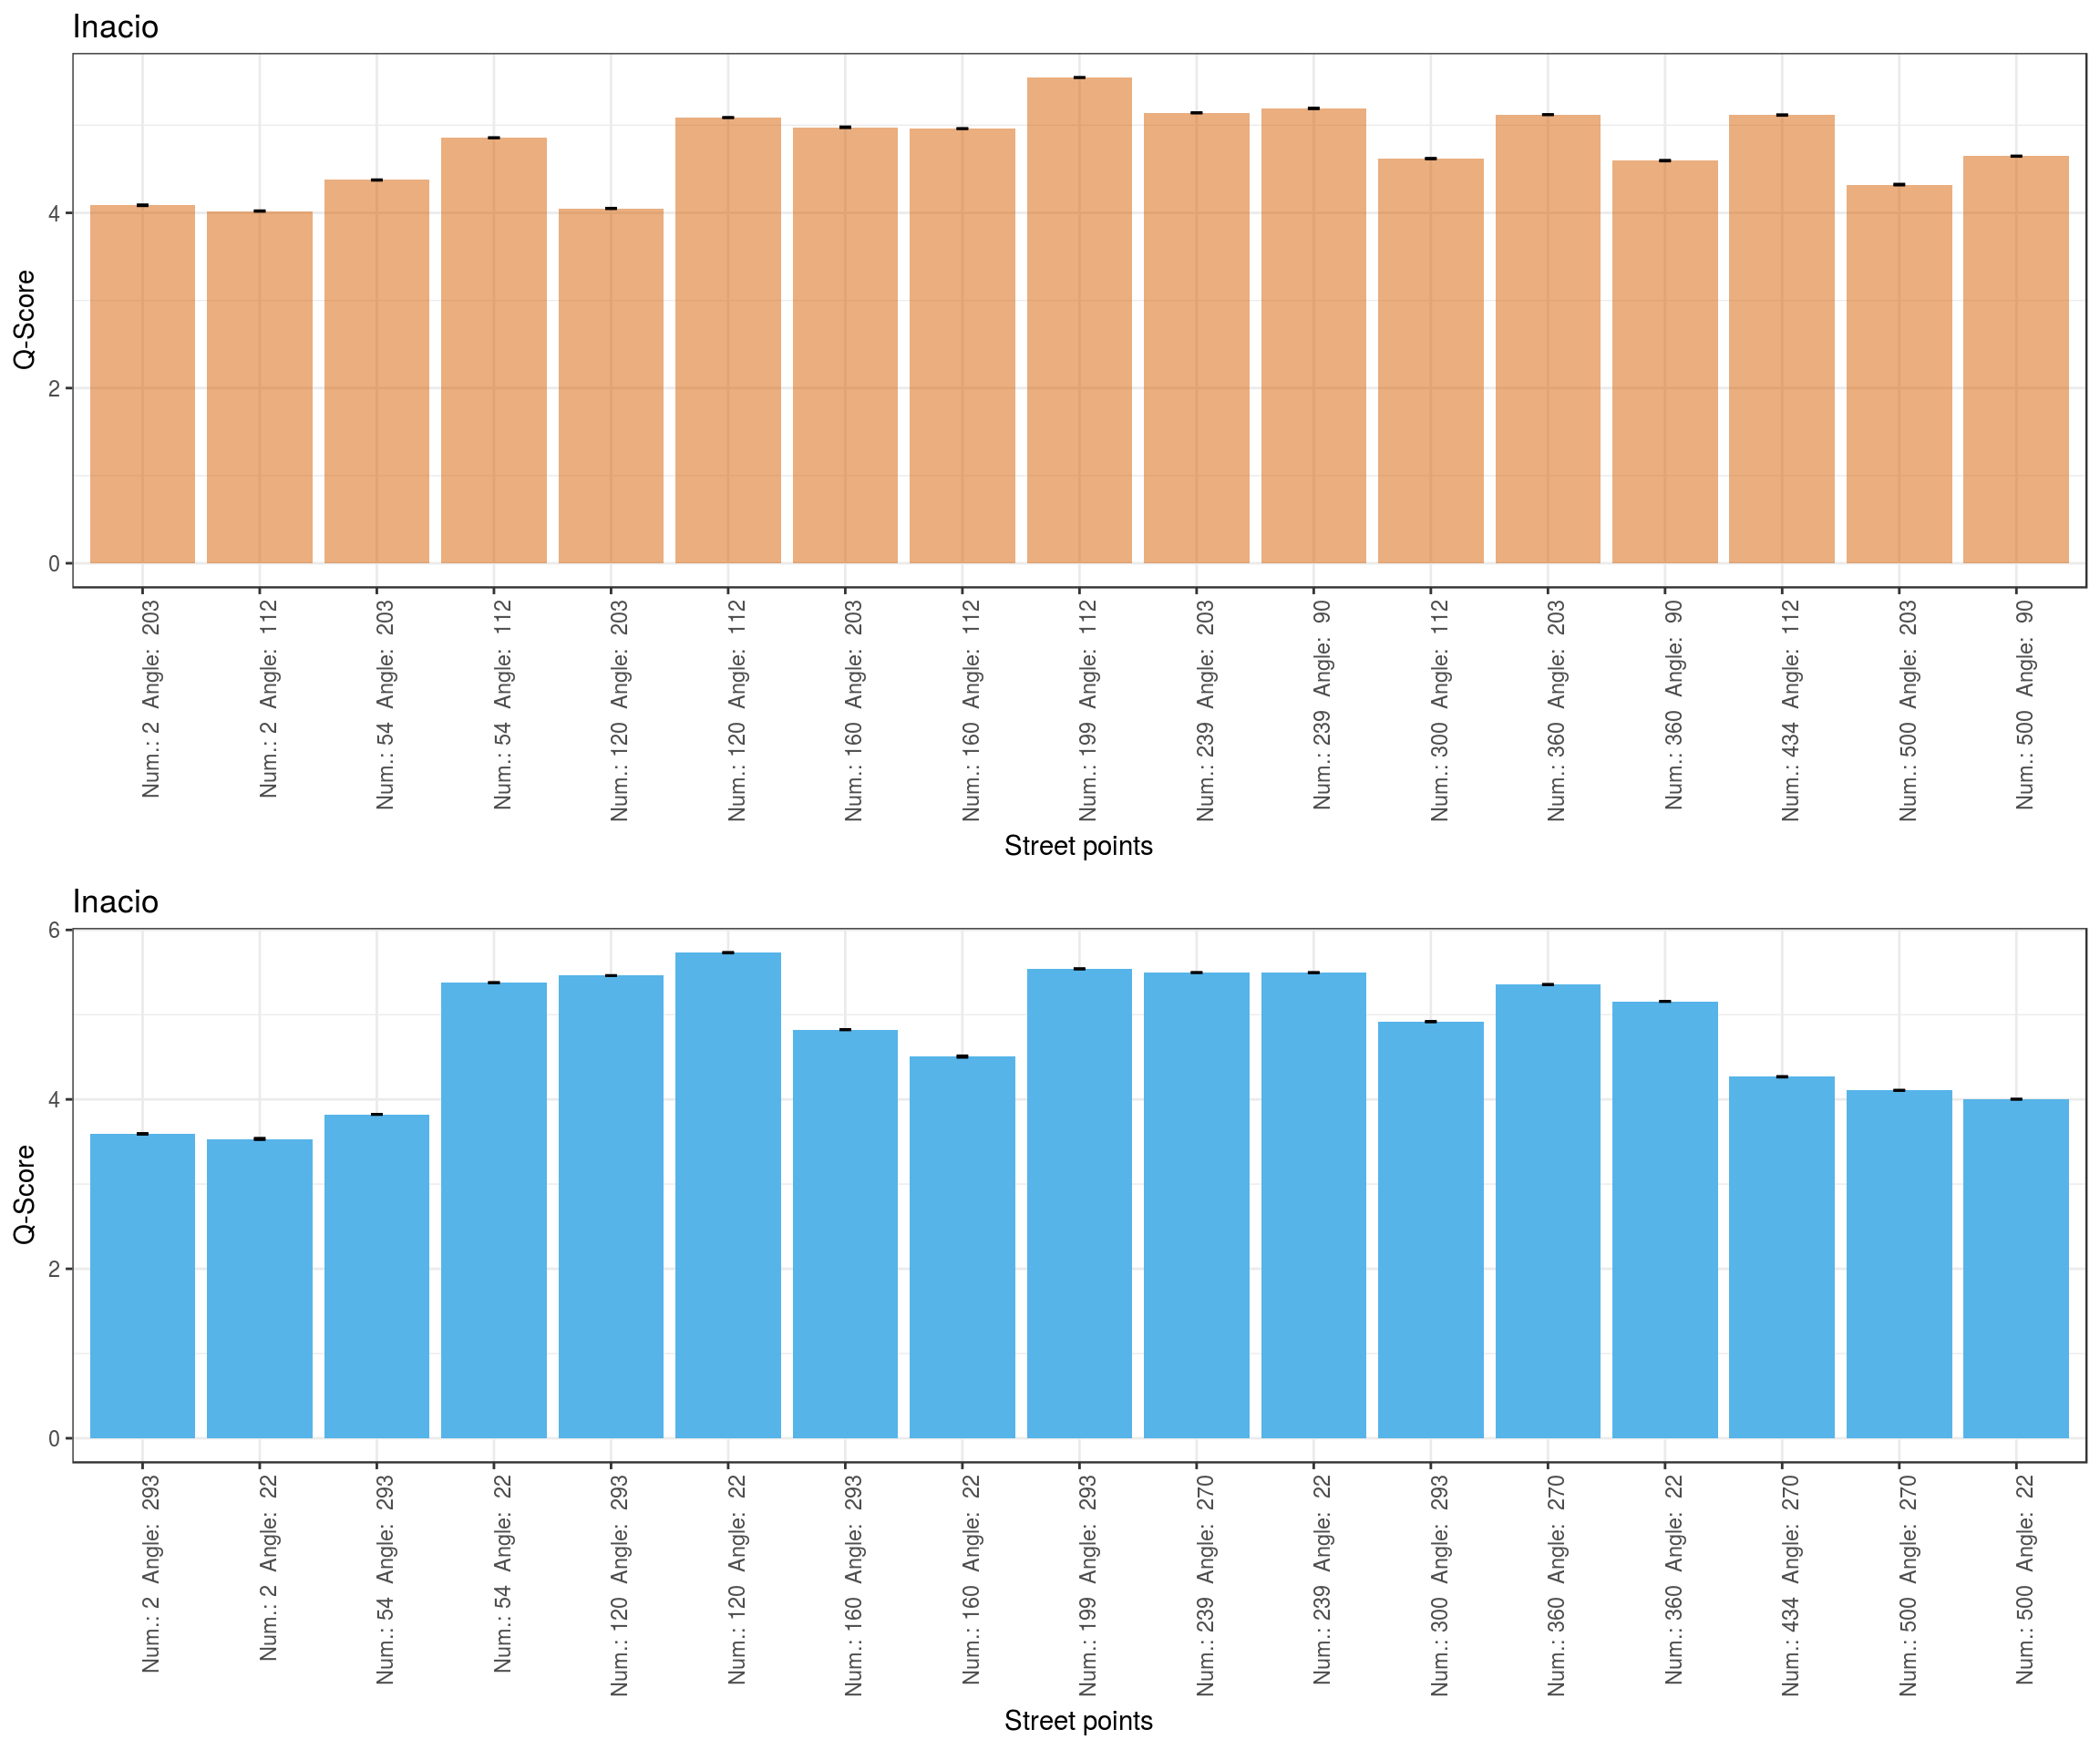 Inacio
Q-Score
4
2
0
Num.: 2 Angle: 203
Num.: 2 Angle: 112
Num.: 54 Angle: 203
Num.: 54 Angle: 112
Num.: 120 Angle: 203
Num.: 120 Angle: 112
Num.: 160 Angle: 203
Num.: 160 Angle: 112
Num.: 199 Angle: 112
Num.: 239 Angle: 203
Num.: 239 Angle: 90
Num.: 300 Angle: 112
Num.: 360 Angle: 203
Num.: 360 Angle: 90
Num.: 434 Angle: 112
Num.: 500 Angle: 203
Num.: 500 Angle: 90
Street points
Inacio
Q-Score
6
4
2
0
Num.: 2 Angle: 293
Num.: 2 Angle: 22
Num.: 54 Angle: 293
Num.: 54 Angle: 22
Num.: 120 Angle: 293
Num.: 120 Angle: 22
Num.: 160 Angle: 293
Num.: 160 Angle: 22
Num.: 199 Angle: 293
Num.: 239 Angle: 270
Num.: 239 Angle: 22
Num.: 300 Angle: 293
Num.: 360 Angle: 270
Num.: 360 Angle: 22
Num.: 434 Angle: 270
Num.: 500 Angle: 270
Num.: 500 Angle: 22
Street points